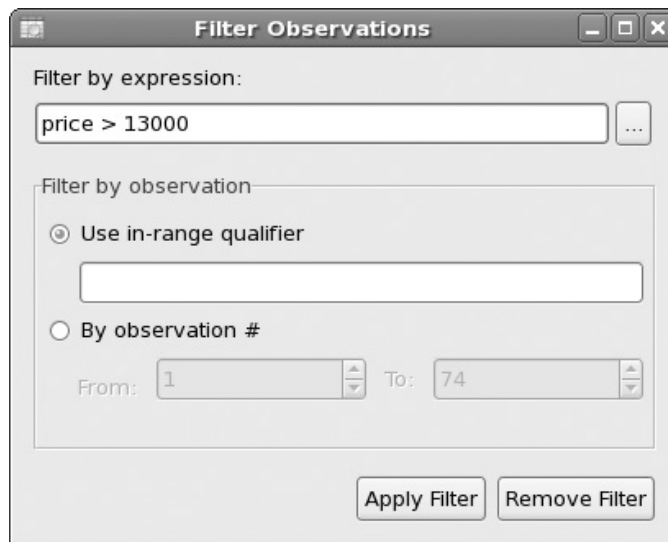 Filter Observations
Filter by expression:
price > 13000
...
Filter by observation
Use in-range qualifier
By observation #
From: 1 To: 74
Apply Filter Remove Filter